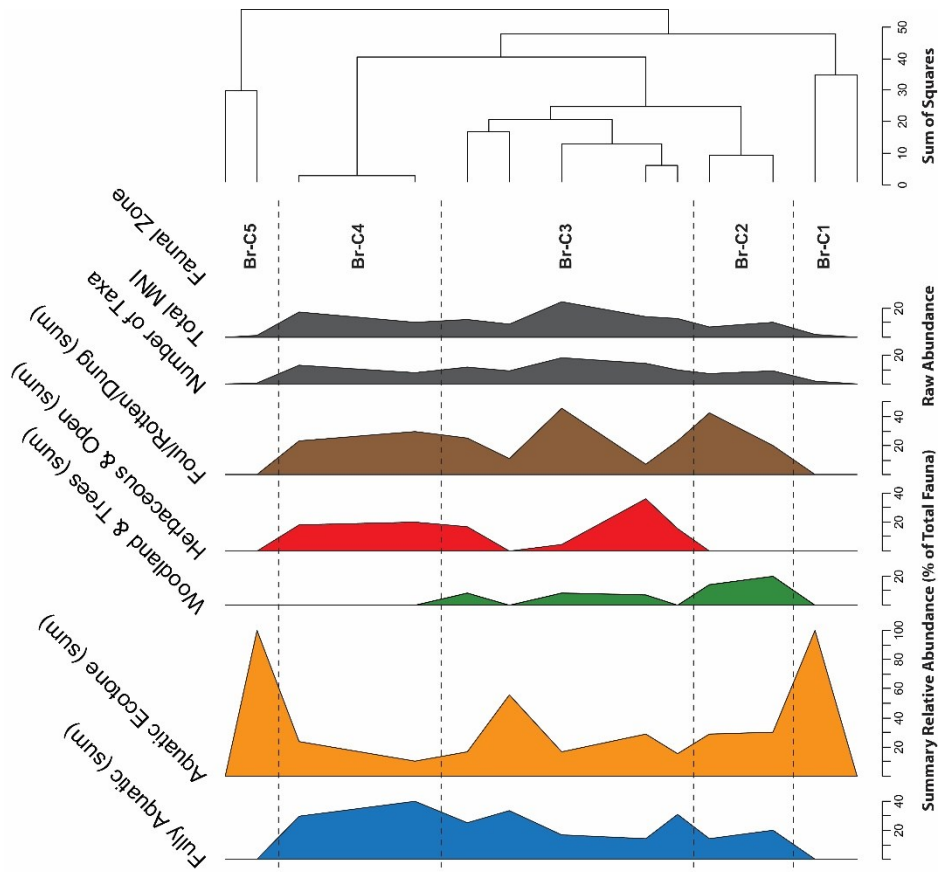 Sum of Squares
0 10 20 30 40 50
Faunal Zone
Br-C5
Br-C4
Br-C3
Br-C2
Br-C1
Total MNI
20
Number of Taxa
20
Raw Abundance
Foul/Rotten/Dung (sum)
20 40
Herbaceous & Open (sum)
20 40
Woodland & Trees (sum)
20
Aquatic Ecotone (sum)
20 40 60 80 100
Fully Aquatic (sum)
20 40
Summary Relative Abundance (% of Total Fauna)